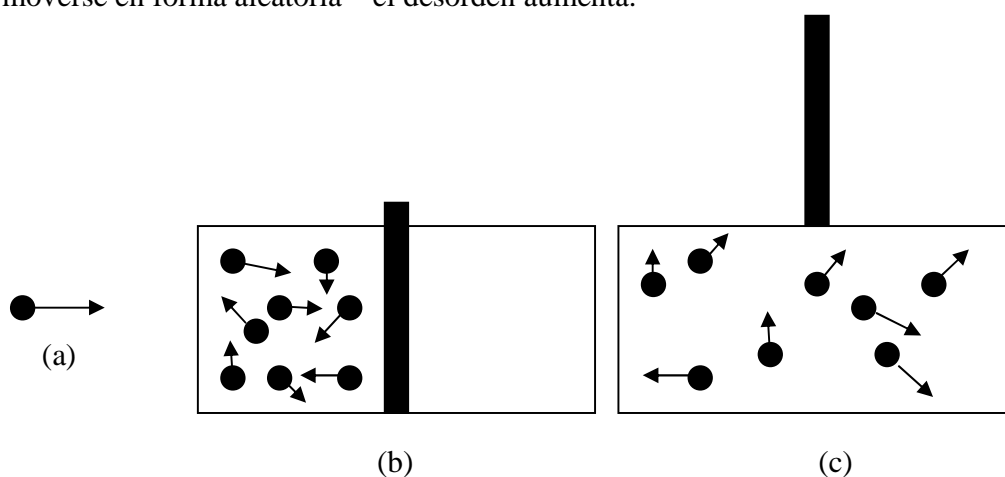 moverse en forma aleatoria – el desorden aumenta.
(a)
(b)
(c)